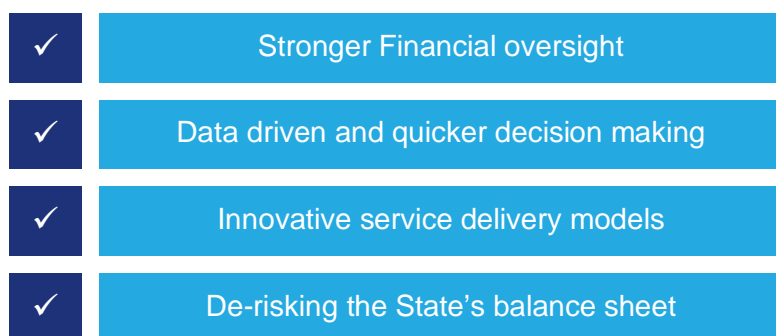 ✓ Stronger Financial oversight
✓ Data driven and quicker decision making
✓ Innovative service delivery models
✓ De-risking the State's balance sheet